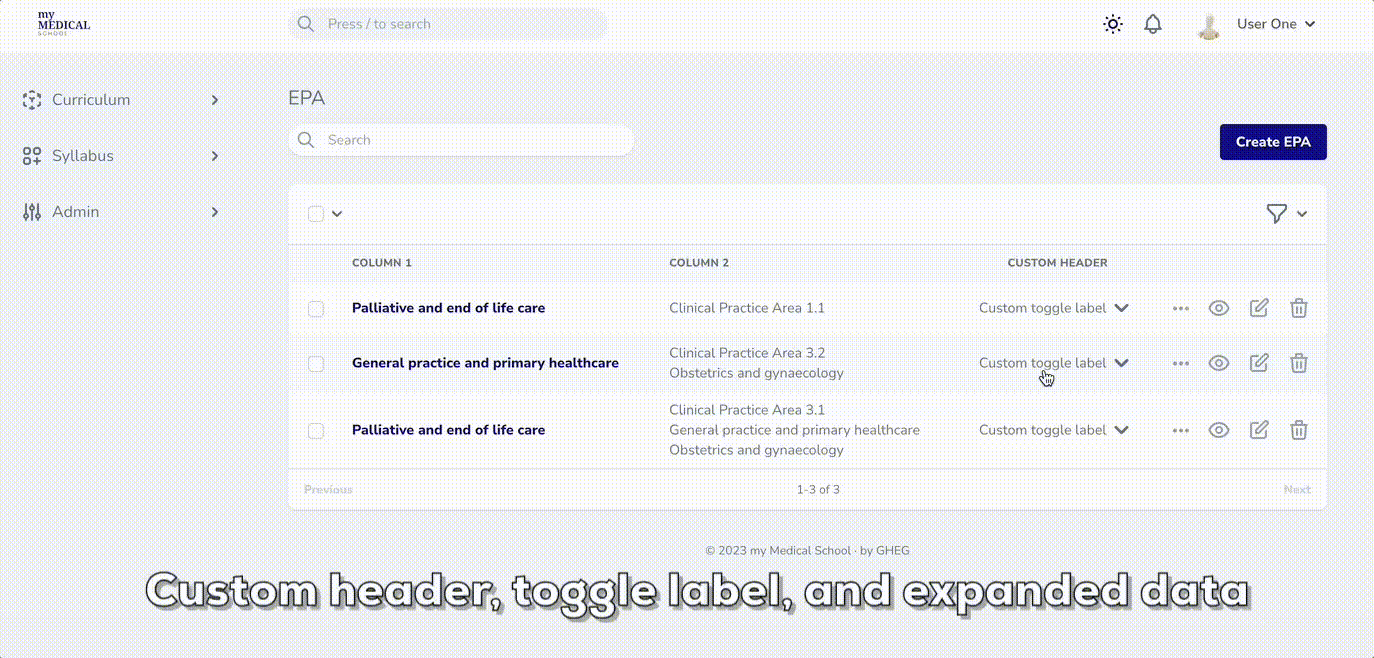 my
MEDICAL
SCHOOL
Press / to search
User One
Curriculum
Syllabus
Admin
EPA
Search
Create EPA
COLUMN 1 COLUMN 2 CUSTOM HEADER
Palliative and end of life care Clinical Practice Area 1.1 Custom toggle label
General practice and primary healthcare Clinical Practice Area 3.2 Custom toggle label
Obstetrics and gynaecology
Palliative and end of life care Clinical Practice Area 3.1 Custom toggle label
General practice and primary healthcare
Obstetrics and gynaecology
Previous 1-3 of 3 Next
© 2023 my Medical School · by GHEG
Custom header, toggle label, and expanded data